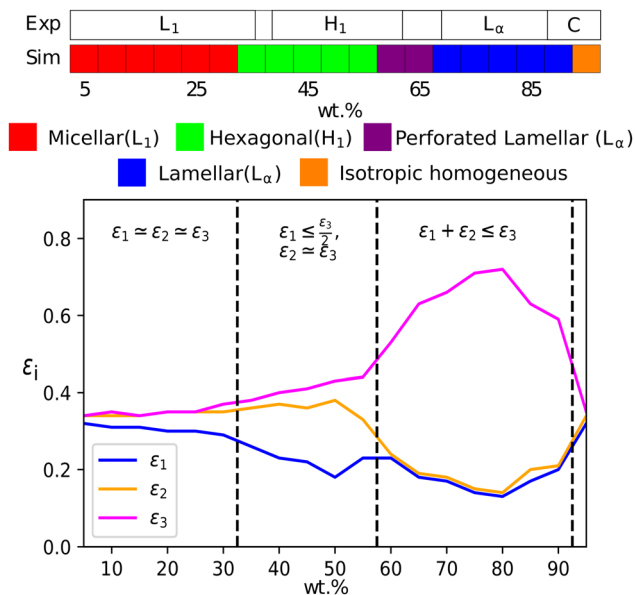 Exp L₁ H₁ Lα C
Sim
5 25 45 65 85
wt.%
Micellar(L₁) Hexagonal(H₁) Perforated Lamellar (Lα)
Lamellar(Lα) Isotropic homogeneous
0.8 ε₁ ≃ ε₂ ≃ ε₃ ε₁ ≤ ε₃/2, ε₁ + ε₂ ≤ ε₃
ε₂ ≃ ε₃
0.6
εi
0.4
0.2
0.0
ε₁
ε₂
ε₃
10 20 30 40 50 60 70 80 90
wt.%